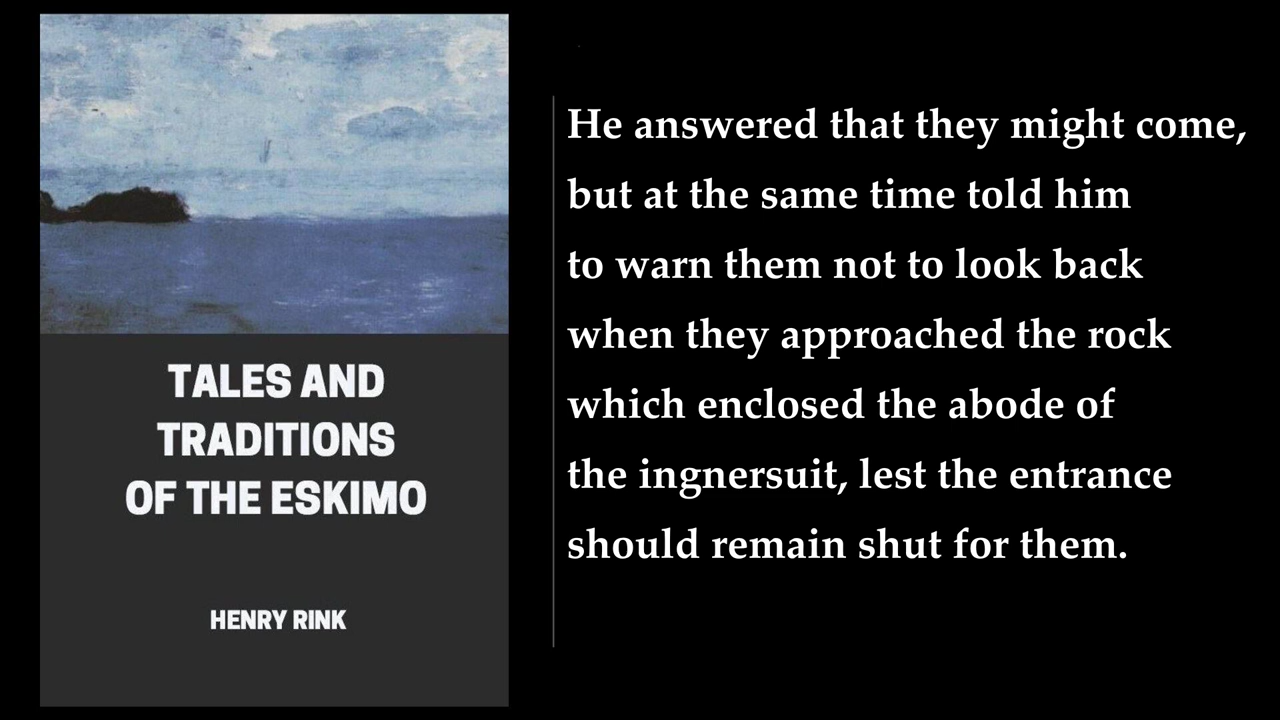 TALES AND
TRADITIONS
OF THE ESKIMO
HENRY RINK
He answered that they might come,
but at the same time told him
to warn them not to look back
when they approached the rock
which enclosed the abode of
the ingnersuit, lest the entrance
should remain shut for them.